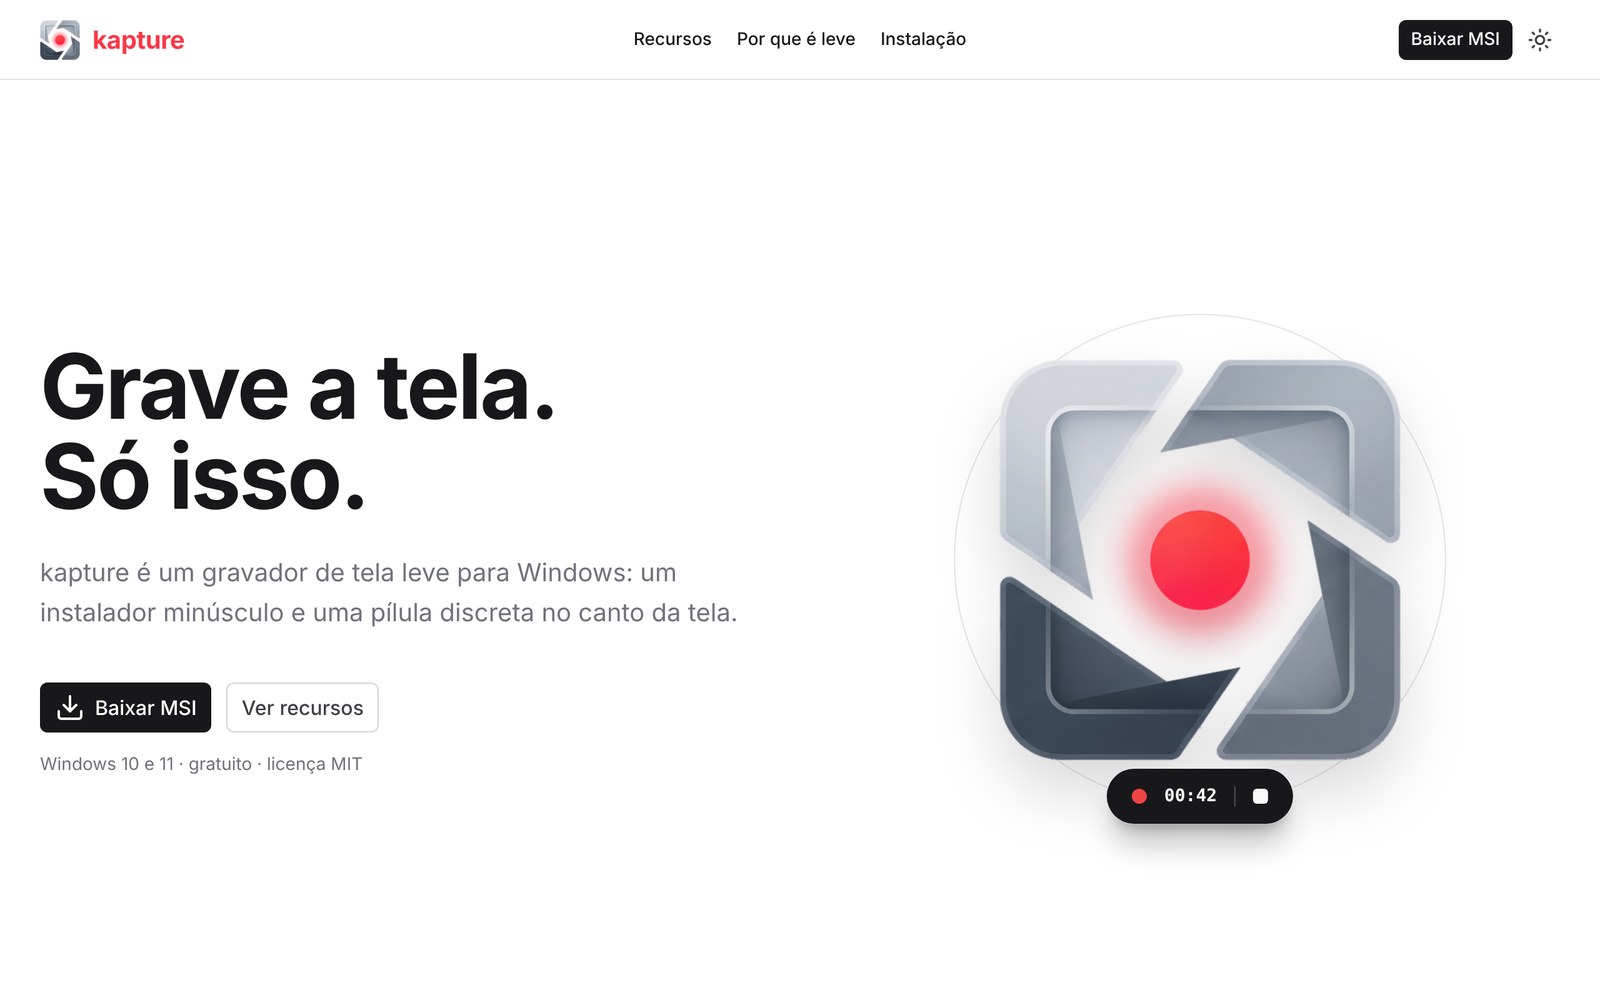 kapture
Recursos
Por que é leve
Instalação
Baixar MSI
Grave a tela.
Só isso.
kapture é um gravador de tela leve para Windows: um
instalador minúsculo e uma pílula discreta no canto da tela.
Baixar MSI
Ver recursos
Windows 10 e 11 · gratuito · licença MIT
00:42